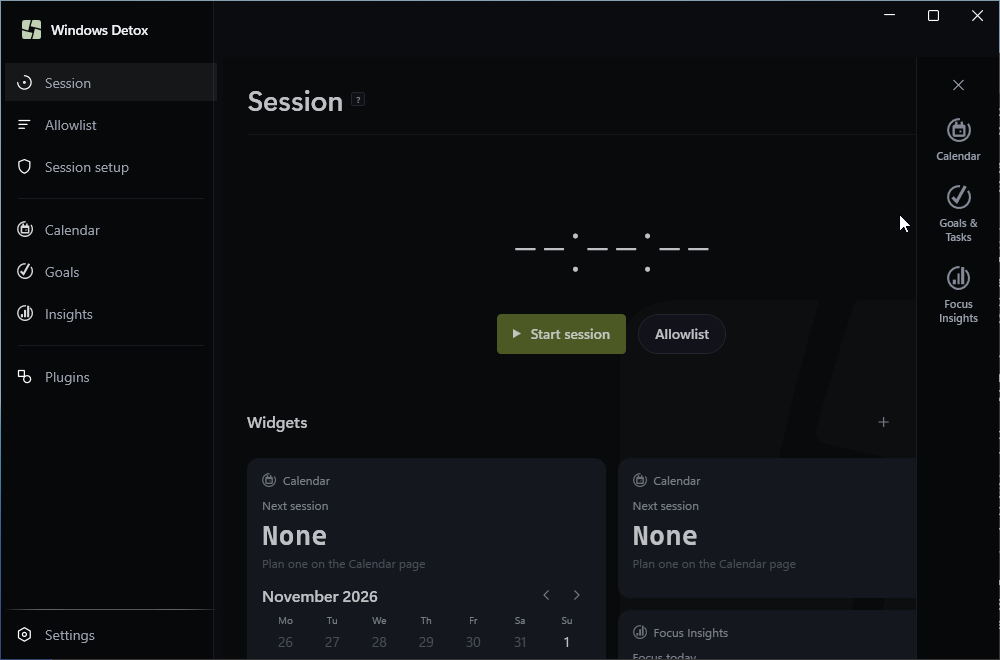 Windows Detox
Session
Allowlist
Session setup
Calendar
Goals
Insights
Plugins
Settings
Session ?
Start session
Allowlist
Widgets
Calendar
Next session
None
Plan one on the Calendar page
November 2026
Mo Tu We Th Fr Sa Su
26 27 28 29 30 31 1
Calendar
Next session
None
Plan one on the Calendar page
Focus Insights
Focus today
Calendar
Goals &
Tasks
Focus
Insights